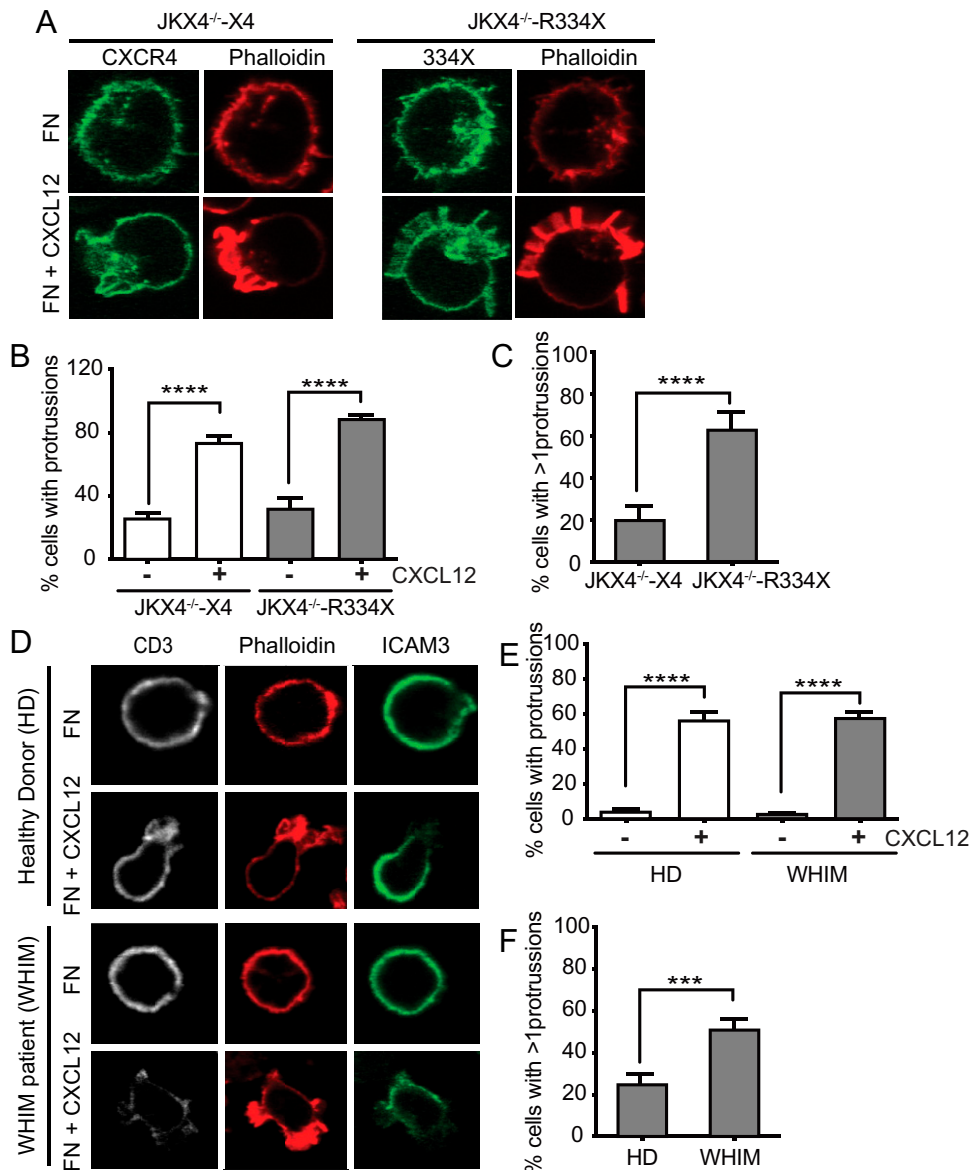 A
JKX4-/--X4
JKX4-/--R334X
CXCR4
Phalloidin
334X
Phalloidin
FN
FN + CXCL12
B
% cells with protrussions
120
80
40
0
****
****
-
+
-
+
CXCL12
JKX4-/--X4
JKX4-/--R334X
C
% cells with >1protrussions
100
80
60
40
20
0
****
JKX4-/--X4
JKX4-/--R334X
D
CD3
Phalloidin
ICAM3
Healthy Donor (HD)
FN
FN + CXCL12
WHIM patient (WHIM)
FN
FN + CXCL12
E
% cells with protrussions
100
80
60
40
20
0
****
****
-
+
-
+
CXCL12
HD
WHIM
F
% cells with >1protrussions
100
80
60
40
20
0
***
HD
WHIM